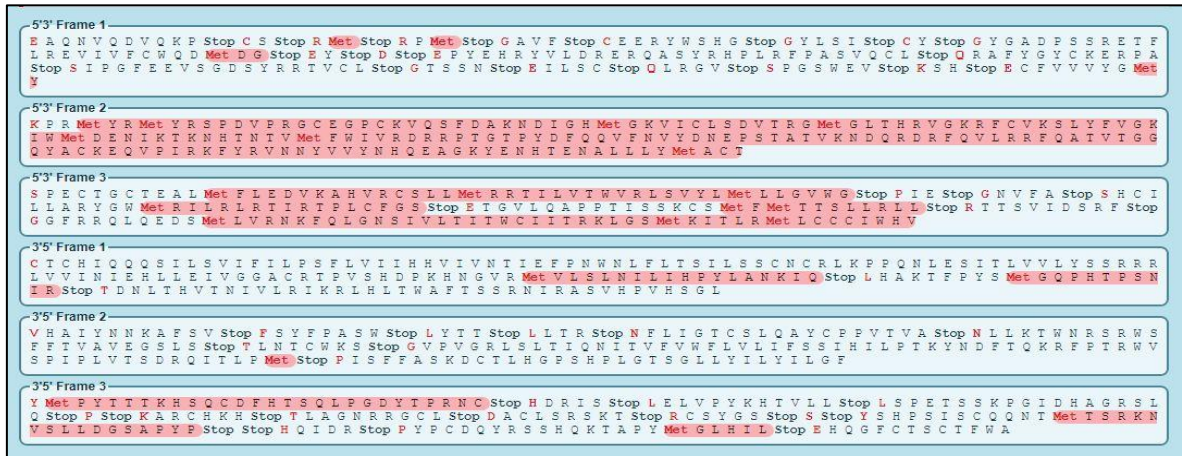 5'3' Frame 1
E A Q N V Q D V Q K P Stop C S Stop R Met Stop R P Met Stop G A V F Stop C E E R Y W S H G Stop G Y L S I Stop C Y Stop G Y G A D P S S R E T F
L R E V I V F C W Q D Met D G Stop E Y Stop D Stop E P Y E H R Y V L D R E R Q A S Y R H P L R F P A S V Q C L Stop Q R A F Y G Y C K E R P A
Stop S I P G F E E V S G D S Y R R T V C L Stop G T S S N Stop E I L S C Stop Q L R G V Stop S P G S W E V Stop K S H Stop E C F V V V Y G Met
Y
5'3' Frame 2
K P R Met Y R Met Y R S P D V P R G C E G P C K V Q S F D A K N D I G H Met G K V I C L S D V T R G Met G L T H R V G K R F C V K S L Y F V G K
I W Met D E N I K T K N H T N T V Met F W I V R D R R P T G T P Y D F Q Q V F N V Y D N E P S T A T V K N D Q R D R F Q V L R R F Q A T V T G G
Q Y A C K E Q V P I R K F Y R V N N Y V V Y N H Q E A G K Y E N H T E N A L L L Y Met A C T
5'3' Frame 3
S P E C T G C T E A L Met F L E D V K A H V R C S L L Met R R T I L V T W V R L S V Y L Met L L G V W G Stop P I E Stop G N V F A Stop S H C I
L L A R Y G W Met R I L R L R T I R T P L C F G S Stop E T G V L Q A P P T I S S K C S Met F Met T T S L L R L L Stop R T T S V I D S R F Stop
G G F R R Q L Q E D S Met L V R N K F Q L G N S I V L T I T W C I I T R K L G S Met K I T L R Met L C C C I W H V
3'5' Frame 1
C T C H I Q Q Q S I L S V I F I L P S F L V I I H H V I V N T I E F P N W N L F L T S I L S S C N C R L K P P Q N L E S I T L V V L Y S S R R R
L V V I N I E H L L E I V G G A C R T P V S H D P K H N G V R I Met V L S L N I L I H P Y L A N K I Q Stop L H A K T F P Y S Met G Q P H T P S N
I R Stop T D N L T H V T N I V L R I K R L H L T W A F T S S R N I R A S V H P V H S G L
3'5' Frame 2
V H A I Y N N K A F S V Stop F S Y F P A S W Stop L Y T T Stop L L T R Stop N F L I G T C S L Q A Y C P P V T V A Stop N L L K T W N R S R W S
F F T V A V E G S L S Stop T L N T C W K S Stop G V P V G R L S L T I Q N I T V F V W F L V L I F S S I H I L P T K Y N D F T Q K R F P T R W V
S P I P L V T S D R Q I T L P Met Stop P I S F F A S K D C T L H G P S H P L G T S G L L Y I L Y I L G F
3'5' Frame 3
Y Met P Y T T T K H S Q C D F H T S Q L P G D Y T P R N C Stop H D R I S Stop L E L V P Y K H T V L L Stop L S P E T S S K P G I D H A G R S L
Q Stop P Stop K A R C H K H Stop T L A G N R R G C L Stop D A C L S R S K T Stop R C S Y G S Stop S Stop Y S H P S I S C Q Q N T Met T S R K N
V S L L D G S A P Y P Stop Stop H Q I D R Stop P Y P C D Q Y R S S H Q K T A P Y Met G L H I L Stop E H Q G F C T S C T F W A